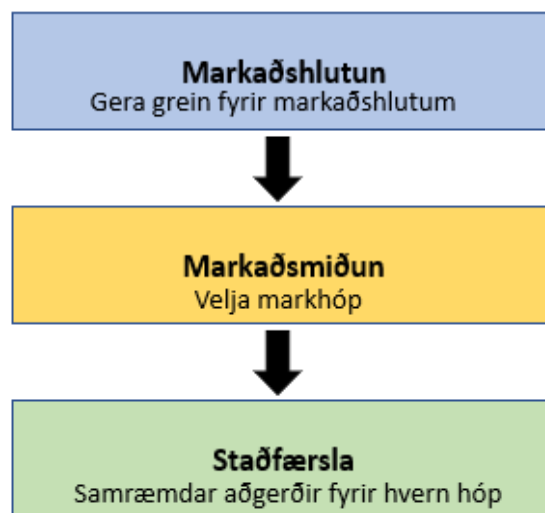 Markaðshlutun
Gera grein fyrir markaðshlutum
Markaðsmiðun
Velja markhóp
Staðfærsla
Samræmdar aðgerðir fyrir hvern hóp